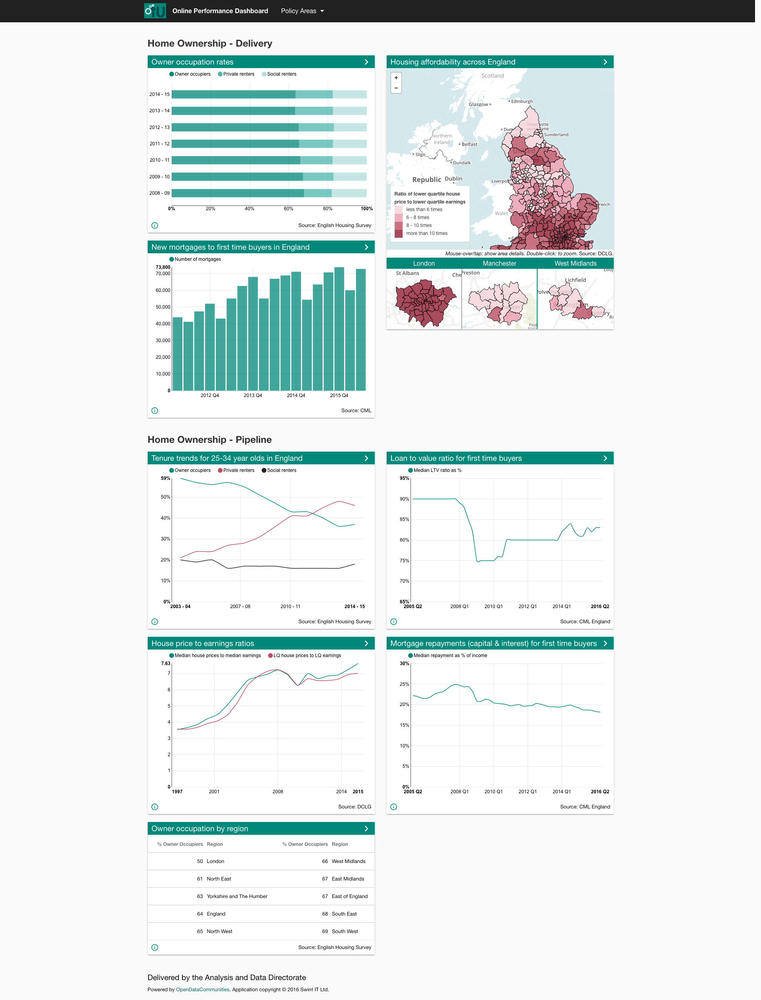 iU Online Performance Dashboard Policy Areas
Home Ownership - Delivery
Owner occupation rates
Owner occupiers Private renters Social renters
2014 - 15
2013 - 14
2012 - 13
2011 - 12
2010 - 11
2009 - 10
2008 - 09
0% 20% 40% 60% 80% 100%
Source: English Housing Survey
Housing affordability across England
+
−
Scotland
Edinburgh
Glasgow
Sunderland
Northern
Ireland
Belfast
Sligo
Dundalk
United
Republic Dublin
Wales
Ratio of lower quartile house
price to lower quartile earnings
less than 6 times
6 - 8 times
8 - 10 times
more than 10 times
Mouse-over/tap: show area details. Double-click: to zoom. Source: DCLG.
London Manchester West Midlands
St Albans
Preston
Lichfield
Manchester
Birmingham
New mortgages to first time buyers in England
Number of mortgages
73,800
70,000
60,000
50,000
40,000
30,000
20,000
10,000
0
2012 Q4 2013 Q4 2014 Q4 2015 Q4
Source: CML
Home Ownership - Pipeline
Tenure trends for 25-34 year olds in England
Owner occupiers Private renters Social renters
59%
50%
40%
30%
20%
10%
0%
2003 - 04 2007 - 08 2010 - 11 2014 - 15
Source: English Housing Survey
Loan to value ratio for first time buyers
Median LTV ratio as %
95%
90%
85%
80%
75%
70%
65%
2005 Q2 2008 Q1 2010 Q1 2012 Q1 2014 Q1 2016 Q2
Source: CML England
House price to earnings ratios
Median house prices to median earnings LQ house prices to LQ earnings
7.63
7
6
5
4
3
2
1
0
1997 2001 2008 2014 2015
Source: DCLG
Mortgage repayments (capital & interest) for first time buyers
Median repayment as % of income
30%
25%
20%
15%
10%
5%
0%
2005 Q2 2008 Q1 2010 Q1 2012 Q1 2014 Q1 2016 Q2
Source: CML England
Owner occupation by region
% Owner Occupiers Region % Owner Occupiers Region
50 London 66 West Midlands
61 North East 67 East Midlands
63 Yorkshire and The Humber 67 East of England
64 England 68 South East
65 North West 69 South West
Source: English Housing Survey
Delivered by the Analysis and Data Directorate
Powered by OpenDataCommunities. Application copyright © 2016 Swirrl IT Ltd.